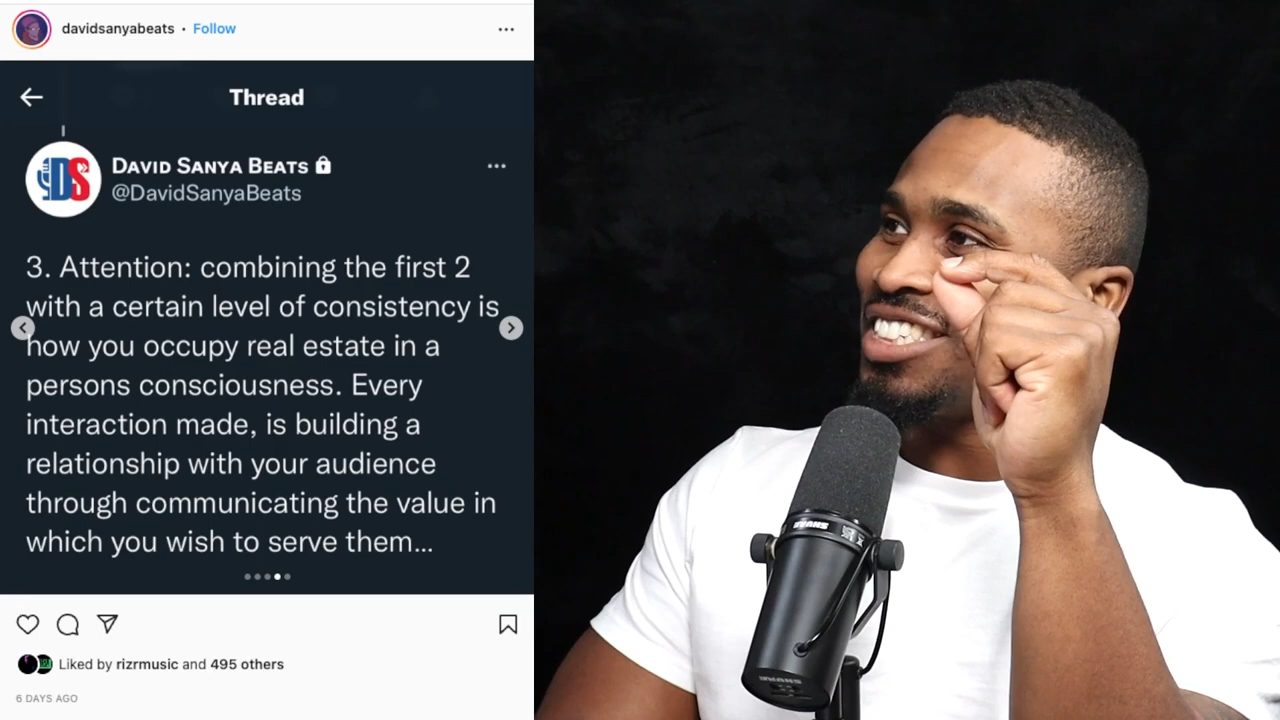 davidsanyabeats • Follow
Thread
DS
DAVID SANYA BEATS
@DavidSanyaBeats
3. Attention: combining the first 2
with a certain level of consistency is
how you occupy real estate in a
persons consciousness. Every
interaction made, is building a
relationship with your audience
through communicating the value in
which you wish to serve them...
Liked by rizrmusic and 495 others
6 DAYS AGO
SHURE